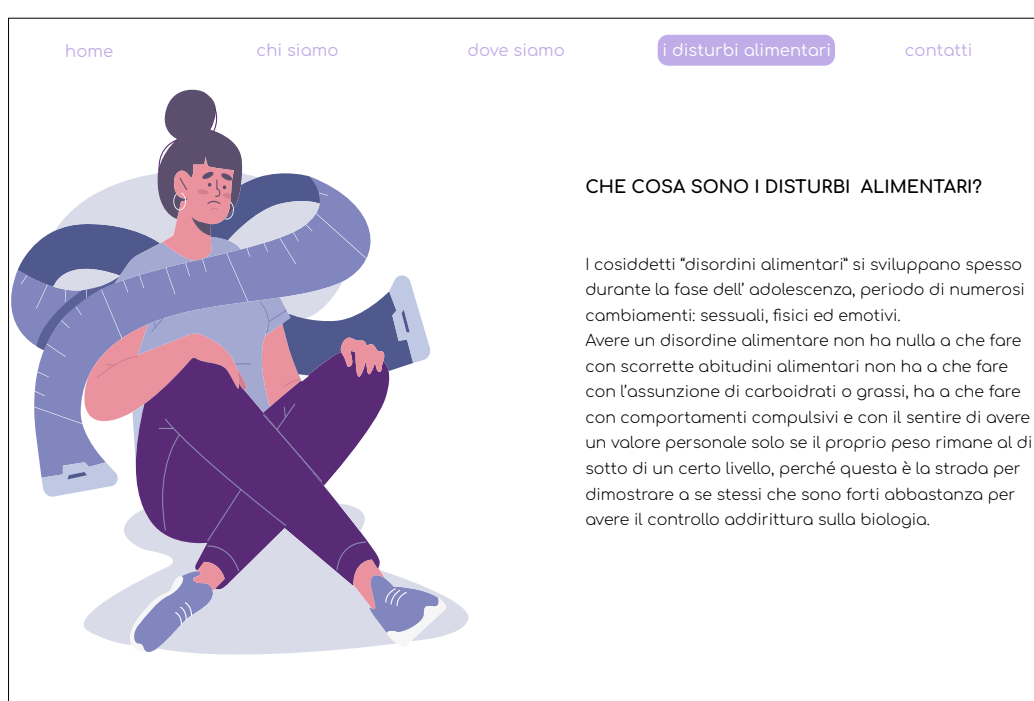 home chi siamo dove siamo i disturbi alimentari contatti
CHE COSA SONO I DISTURBI  ALIMENTARI?
I cosiddetti “disordini alimentari” si sviluppano spesso
durante la fase dell’ adolescenza, periodo di numerosi
cambiamenti: sessuali, fisici ed emotivi.
Avere un disordine alimentare non ha nulla a che fare
con scorrette abitudini alimentari non ha a che fare
con l’assunzione di carboidrati o grassi, ha a che fare
con comportamenti compulsivi e con il sentire di avere
un valore personale solo se il proprio peso rimane al di
sotto di un certo livello, perché questa è la strada per
dimostrare a se stessi che sono forti abbastanza per
avere il controllo addirittura sulla biologia.